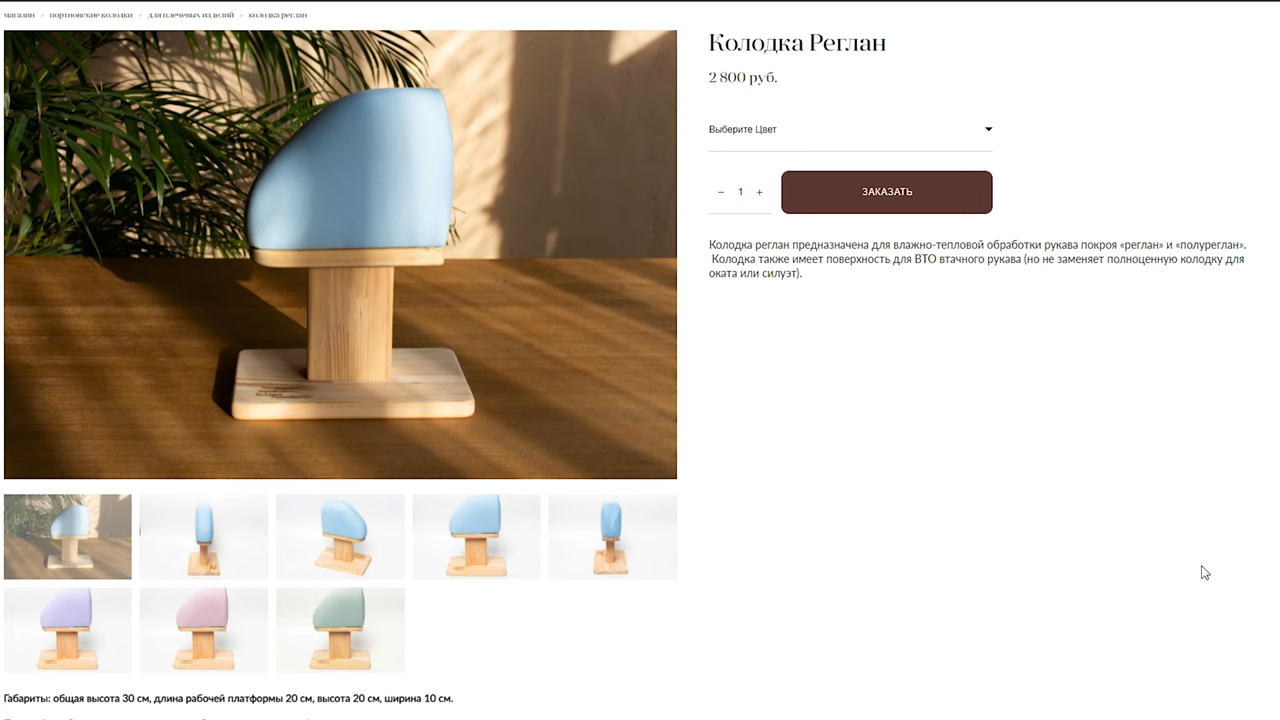 магазин > портновские колодки > для плечевых изделий > колодка реглан
Колодка Реглан
2 800 руб.
Выберите Цвет
− 1 +
ЗАКАЗАТЬ
Колодка реглан предназначена для влажно-тепловой обработки рукава покроя «реглан» и «полуреглан».
Колодка также имеет поверхность для ВТО втачного рукава (но не заменяет полноценную колодку для
оката или силуэт).
Габариты: общая высота 30 см, длина рабочей платформы 20 см, высота 20 см, ширина 10 см.